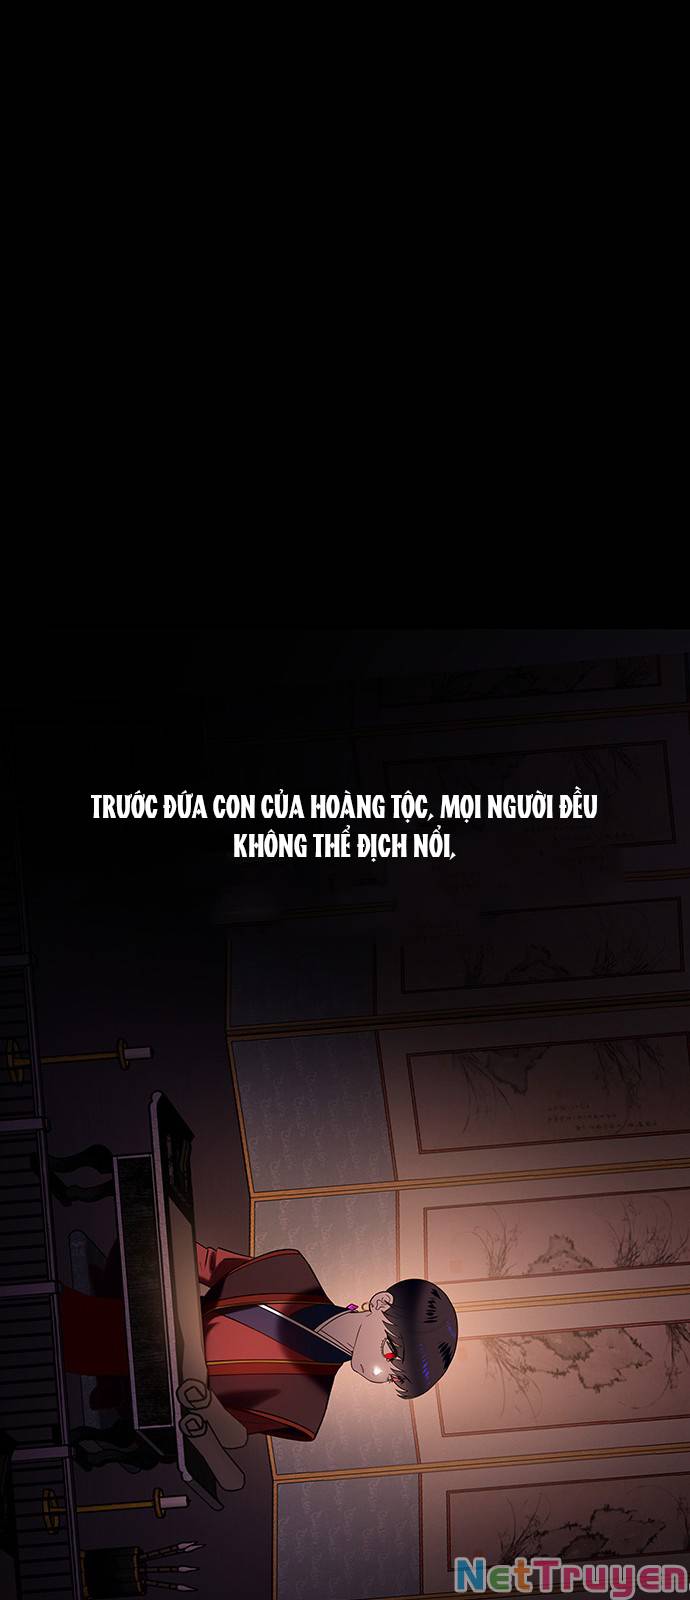 TRƯỚC ĐỨA CON CỦA HOÀNG TỘC, MỌI NGƯỜI ĐỀU
KHÔNG THỂ ĐỊCH NỔI,
NetTruyen